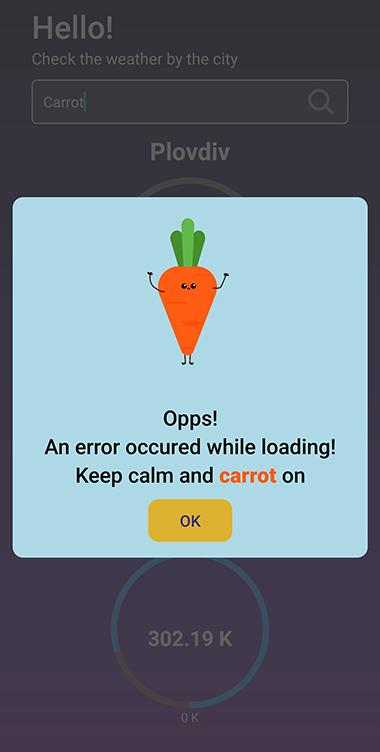 Hello!
Check the weather by the city
Carrot
Plovdiv
Opps!
An error occured while loading!
Keep calm and carrot on
OK
302.19 K
0 K